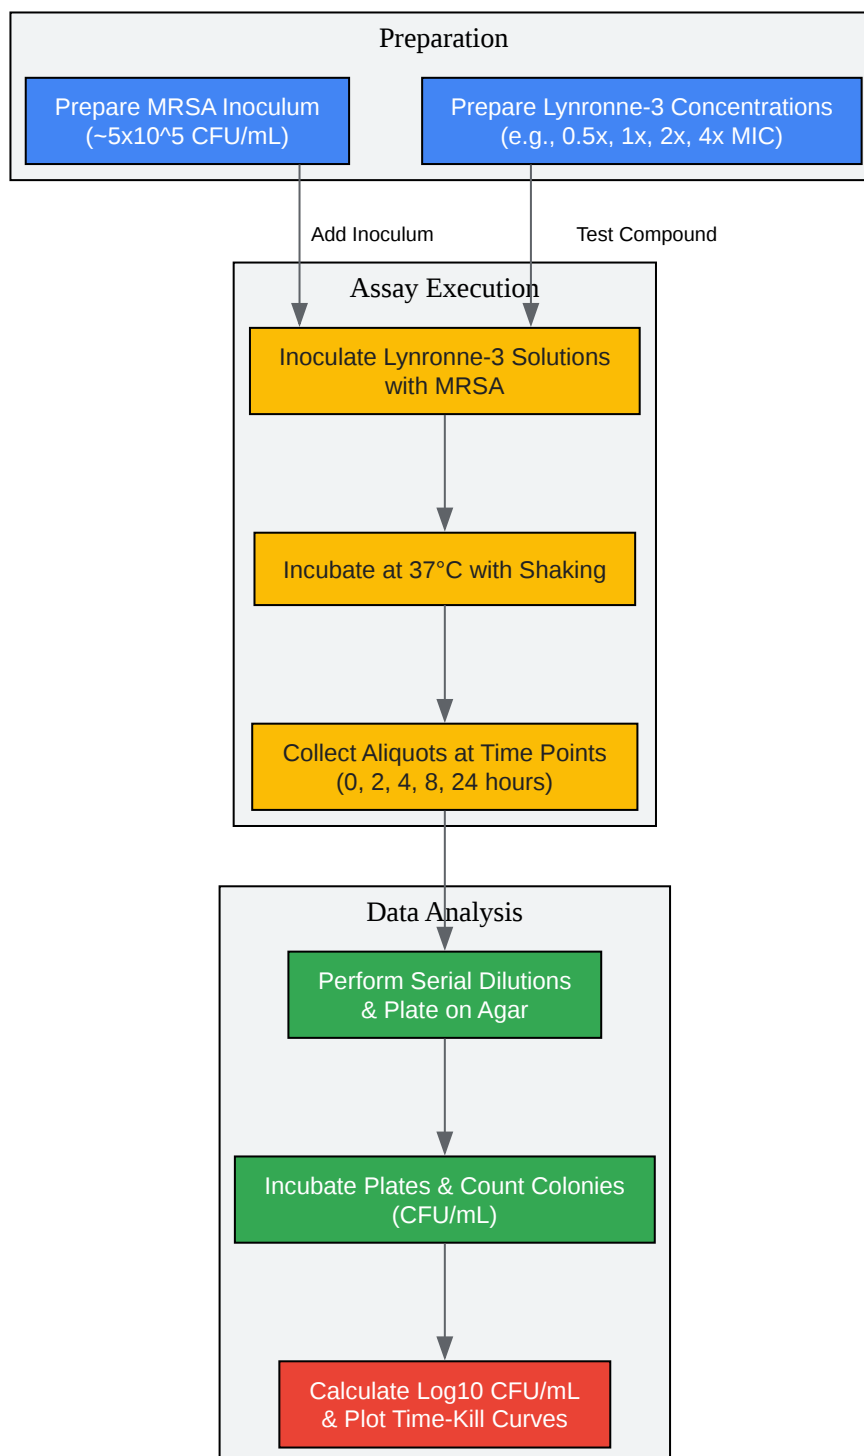 Preparation
Prepare MRSA Inoculum
(~5x10^5 CFU/mL)
Prepare Lynronne-3 Concentrations
(e.g., 0.5x, 1x, 2x, 4x MIC)
Add Inoculum
Test Compound
Assay Execution
Inoculate Lynronne-3 Solutions
with MRSA
Incubate at 37°C with Shaking
Collect Aliquots at Time Points
(0, 2, 4, 8, 24 hours)
Data Analysis
Perform Serial Dilutions
& Plate on Agar
Incubate Plates & Count Colonies
(CFU/mL)
Calculate Log10 CFU/mL
& Plot Time-Kill Curves